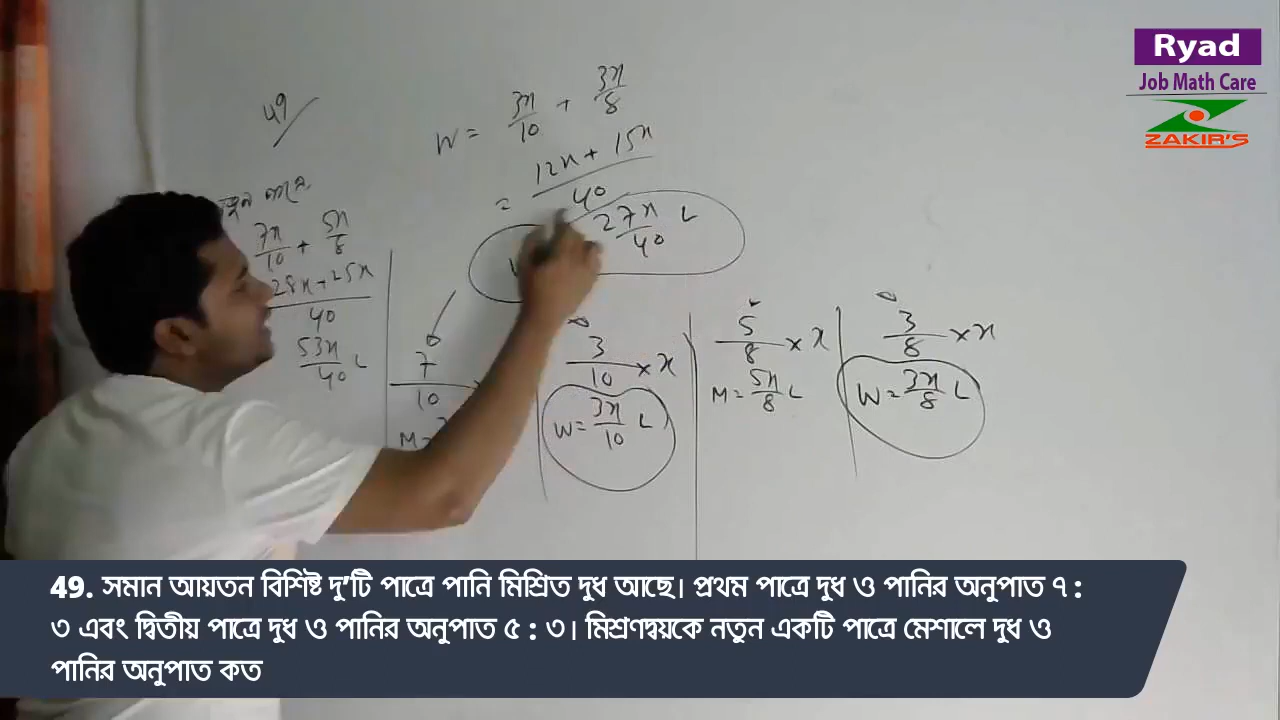 Ryad
Job Math Care
ZAKIR'S
49
W = 3x/10 + 3x/8
= 12x + 15x / 40
27x/40 L
7x/10 + 5x/8
28x + 25x / 40
53x/40 L
7/10
M =
3/10 × x
W = 3x/10 L
5/8 × x
M = 5x/8 L
3/8 × x
W = 3x/8 L
49. সমান আয়তন বিশিষ্ট দু’টি পাত্রে পানি মিশ্রিত দুধ আছে। প্রথম পাত্রে দুধ ও পানির অনুপাত ৭ :
৩ এবং দ্বিতীয় পাত্রে দুধ ও পানির অনুপাত ৫ : ৩। মিশ্রণদ্বয়কে নতুন একটি পাত্রে মেশালে দুধ ও
পানির অনুপাত কত